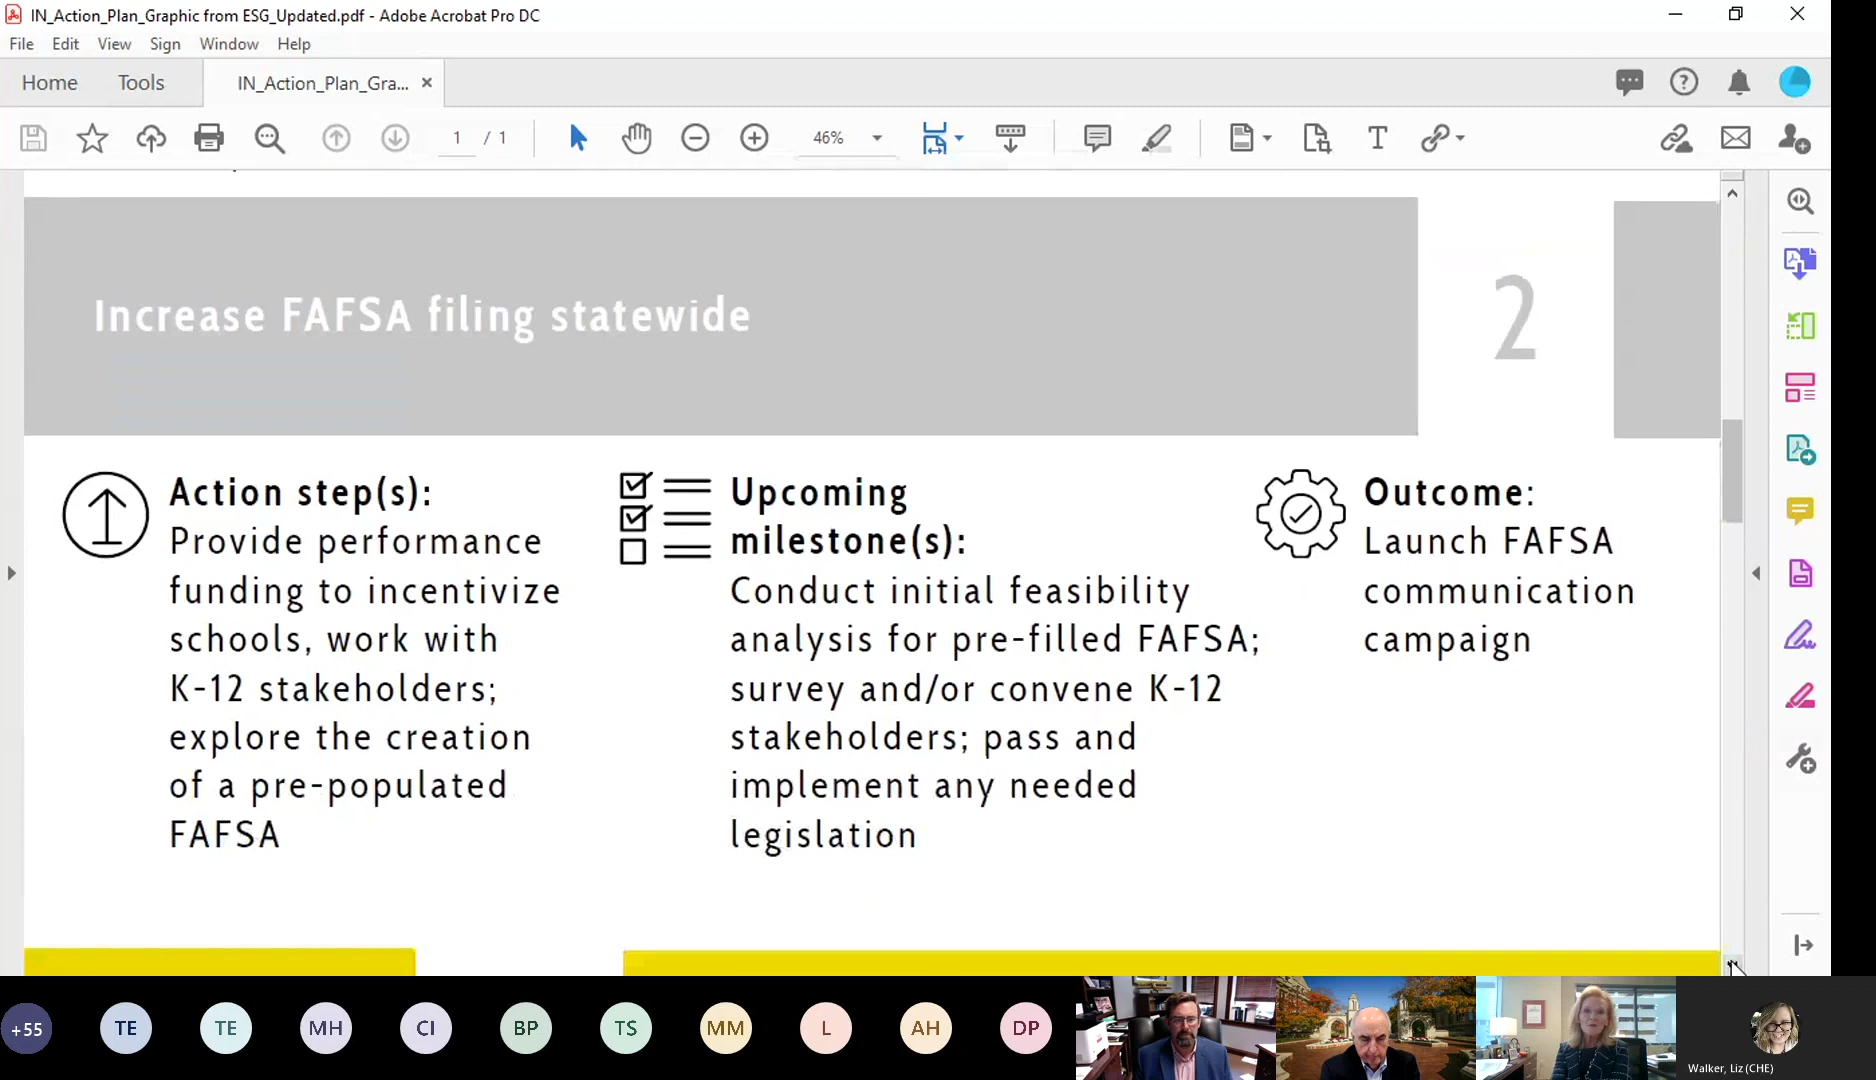 IN_Action_Plan_Graphic from ESG_Updated.pdf - Adobe Acrobat Pro DC
File Edit View Sign Window Help
Home Tools IN_Action_Plan_Gra... ×
1 / 1 46%
Increase FAFSA filing statewide
2
Action step(s):
Provide performance
funding to incentivize
schools, work with
K-12 stakeholders;
explore the creation
of a pre-populated
FAFSA
Upcoming
milestone(s):
Conduct initial feasibility
analysis for pre-filled FAFSA;
survey and/or convene K-12
stakeholders; pass and
implement any needed
legislation
Outcome:
Launch FAFSA
communication
campaign
+55 TE TE MH CI BP TS MM L AH DP
Walker, Liz (CHE)